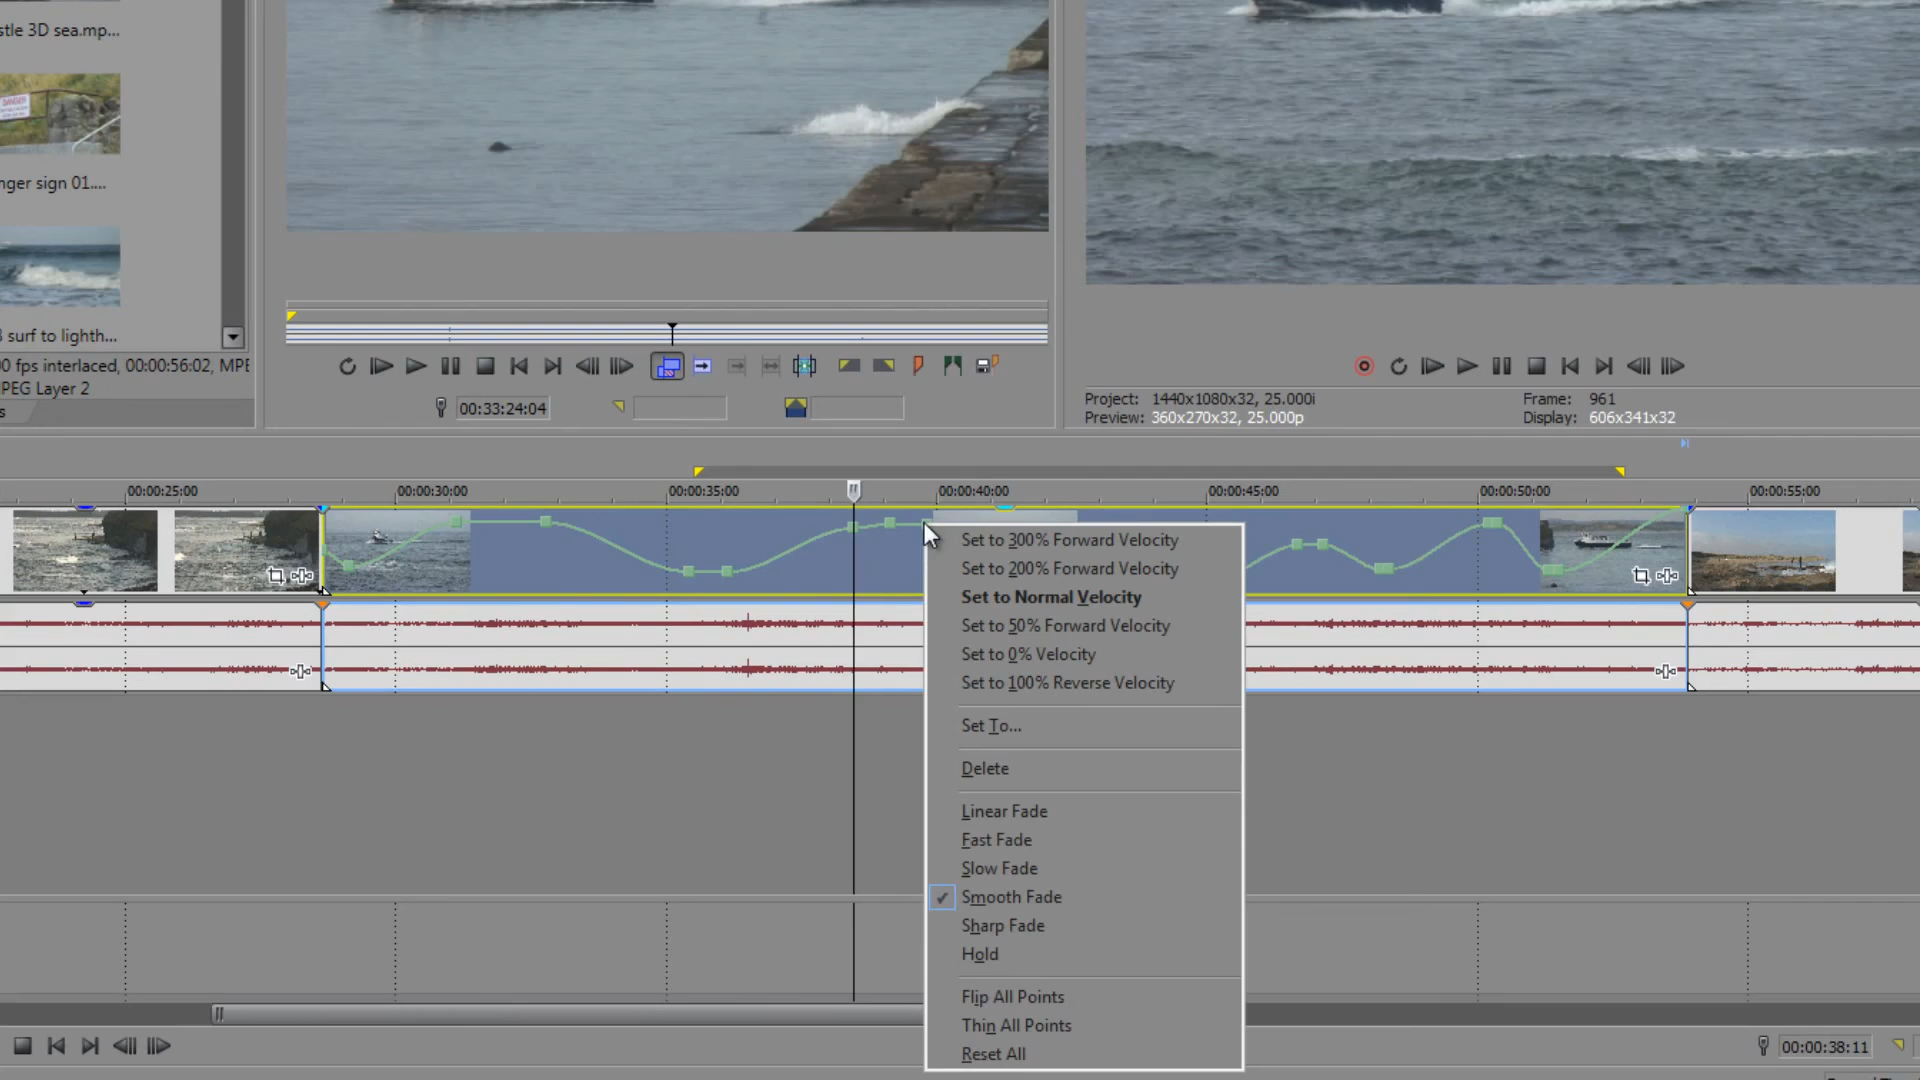 stle 3D sea.mp...
DANGER
nger sign 01....
surf to lighth...
0 fps interlaced, 00:00:56:02, MPE
PEG Layer 2
s
00:33:24:04
Project: 1440x1080x32, 25.000i
Preview: 360x270x32, 25.000p
Frame: 961
Display: 606x341x32
00:00:25:00
00:00:30:00
00:00:35:00
00:00:40:00
00:00:45:00
00:00:50:00
00:00:55:00
Set to 300% Forward Velocity
Set to 200% Forward Velocity
Set to Normal Velocity
Set to 50% Forward Velocity
Set to 0% Velocity
Set to 100% Reverse Velocity
Set To...
Delete
Linear Fade
Fast Fade
Slow Fade
Smooth Fade
Sharp Fade
Hold
Flip All Points
Thin All Points
Reset All
00:00:38:11